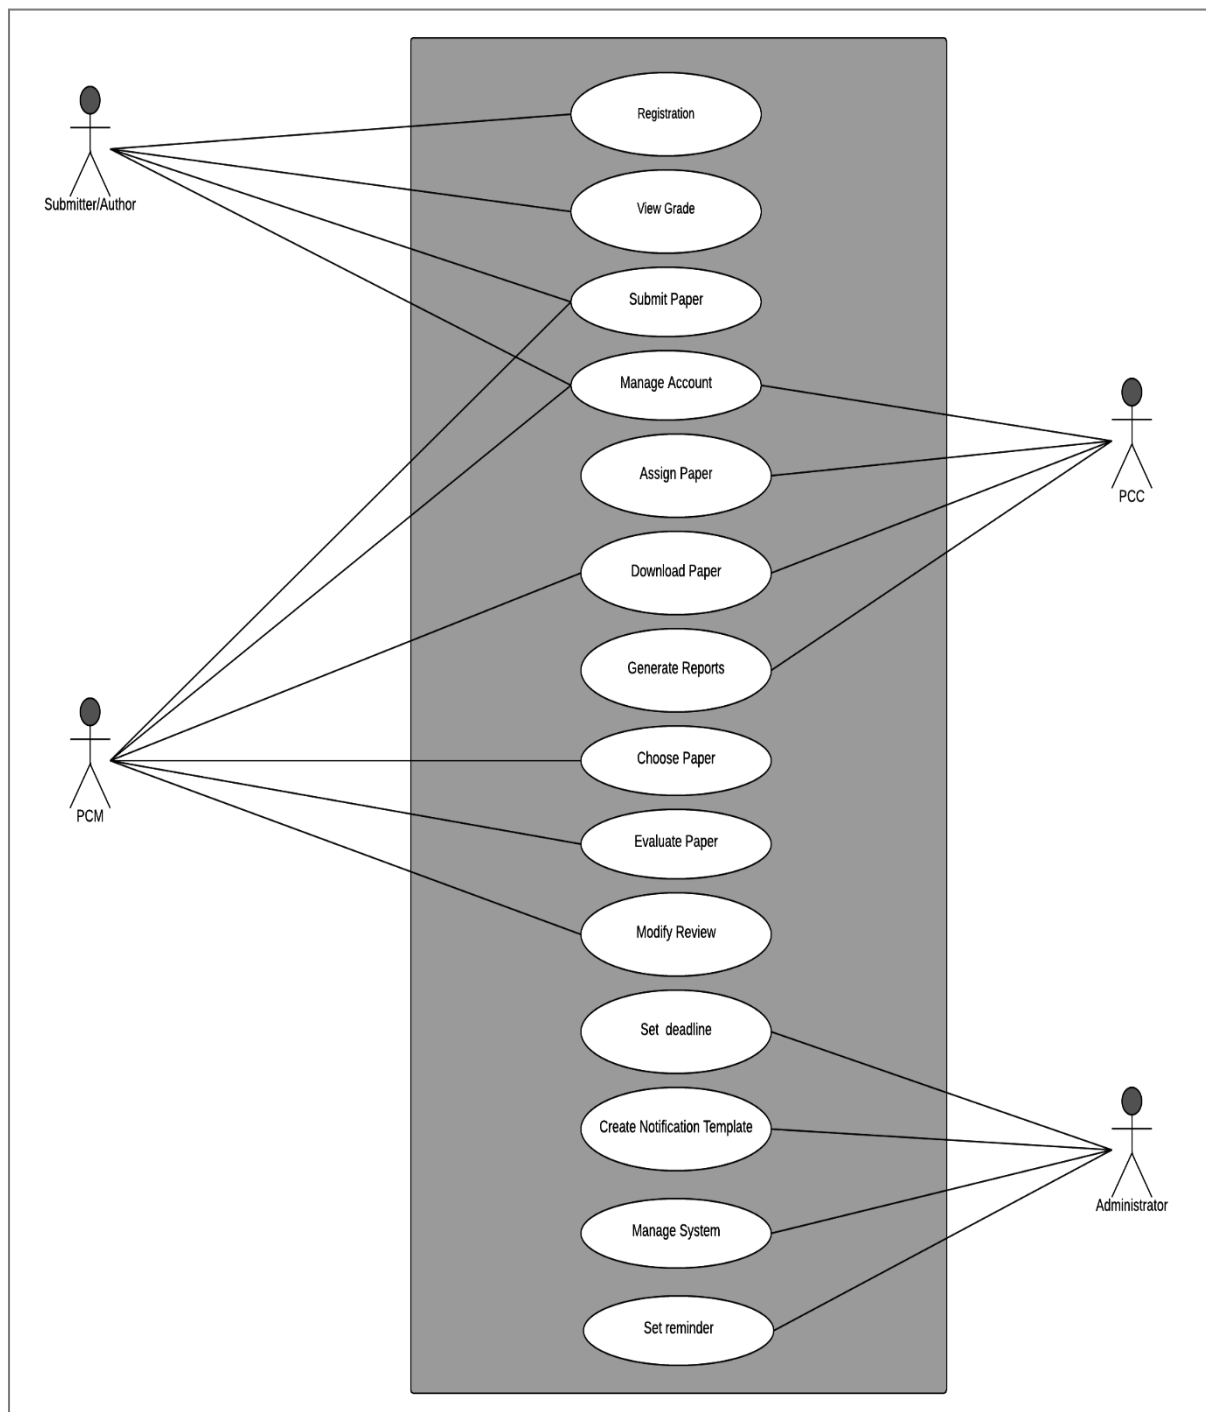 Registration
View Grade
Submitter/Author
Submit Paper
Manage Account
Assign Paper
PCC
Download Paper
Generate Reports
Choose Paper
PCM
Evaluate Paper
Modify Review
Set  deadline
Create Notification Template
Administrator
Manage System
Set reminder